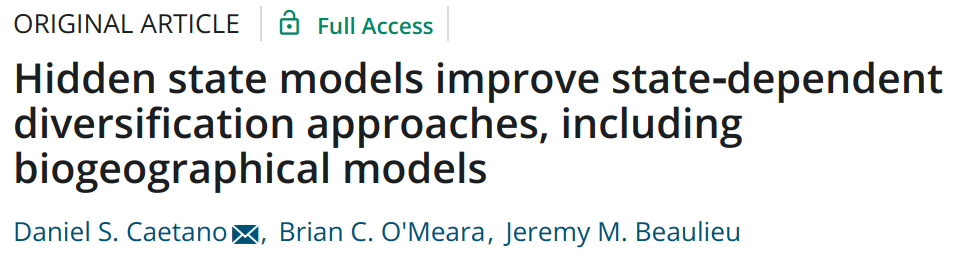 ORIGINAL ARTICLE Full Access
Hidden state models improve state-dependent
diversification approaches, including
biogeographical models
Daniel S. Caetano, Brian C. O'Meara, Jeremy M. Beaulieu